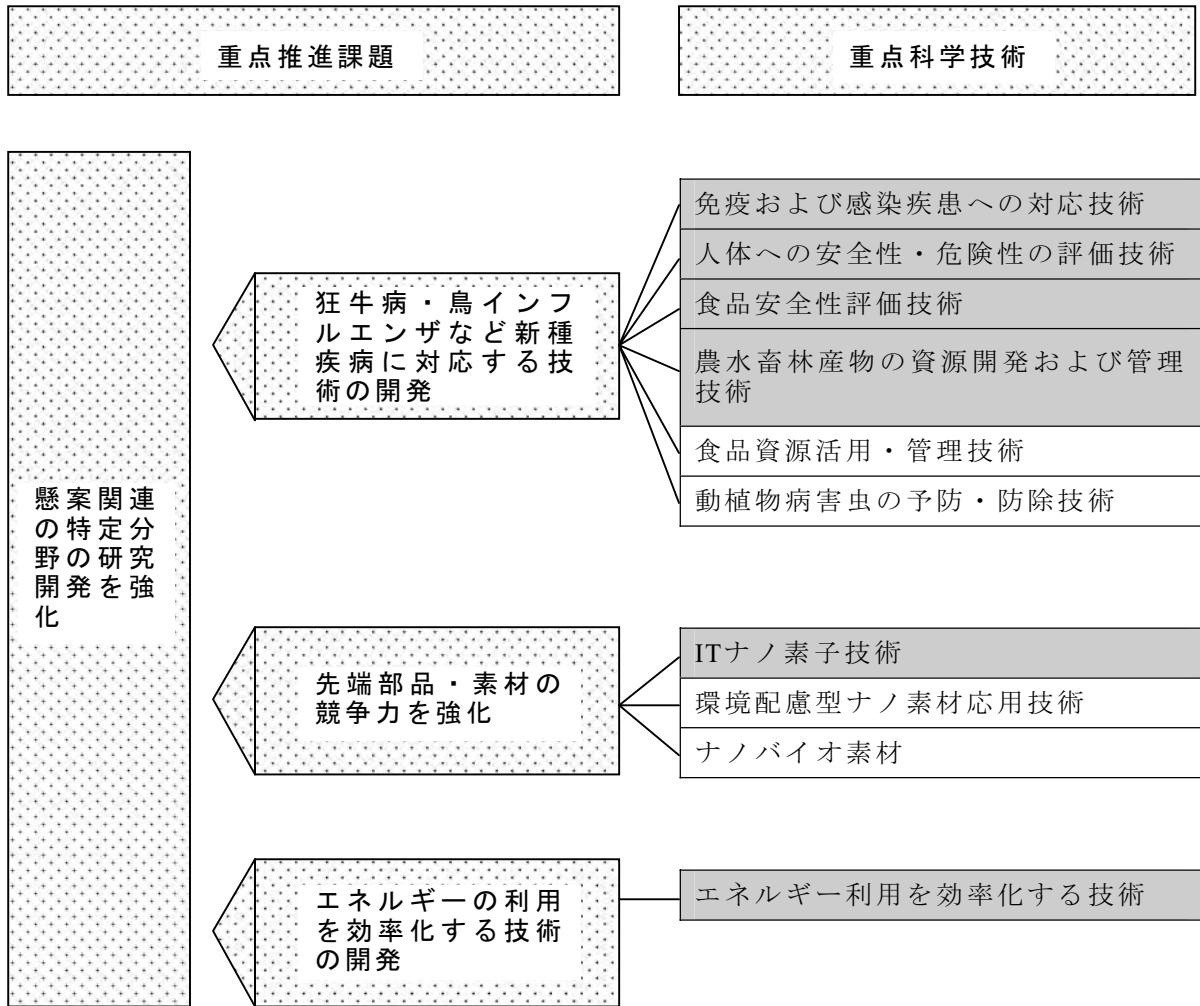 重点推進課題
重点科学技術
懸案関連
の特定分
野の研究
開発を強
化
狂牛病・鳥インフ
ルエンザなど新種
疾病に対応する技
術の開発
免疫および感染疾患への対応技術
人体への安全性・危険性の評価技術
食品安全性評価技術
農水畜林産物の資源開発および管理
技術
食品資源活用・管理技術
動植物病害虫の予防・防除技術
先端部品・素材の
競争力を強化
ITナノ素子技術
環境配慮型ナノ素材応用技術
ナノバイオ素材
エネルギーの利用
を効率化する技術
の開発
エネルギー利用を効率化する技術